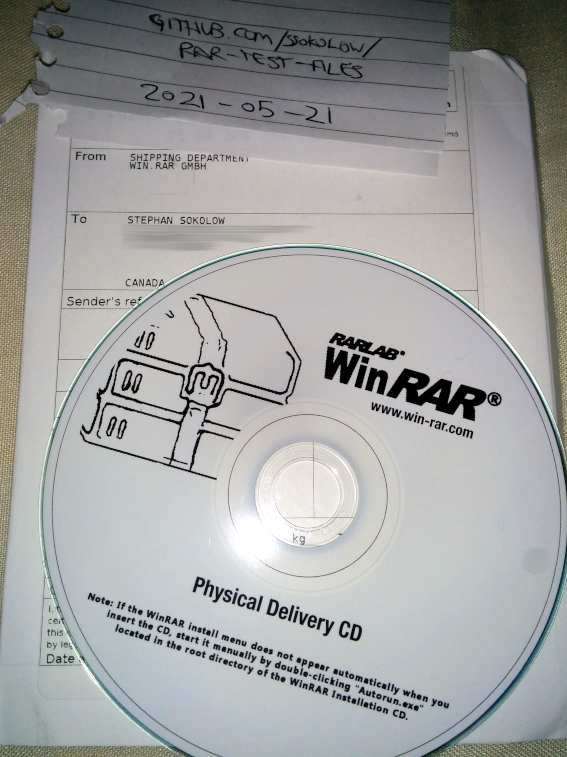 GITHUB.COM/SSOKOLOW/
RAR-TEST-FILES
2021-05-21
From
SHIPPING DEPARTMENT
WIN.RAR GMBH
To
STEPHAN SOKOLOW
CANADA
Sender's ref
RARLAB®
WinRAR®
www.win-rar.com
kg
Physical Delivery CD
Note: If the WinRAR install menu does not appear automatically when you
insert the CD, start it manually by double-clicking "Autorun.exe"
located in the root directory of the WinRAR Installation CD.
this
by leg
Date